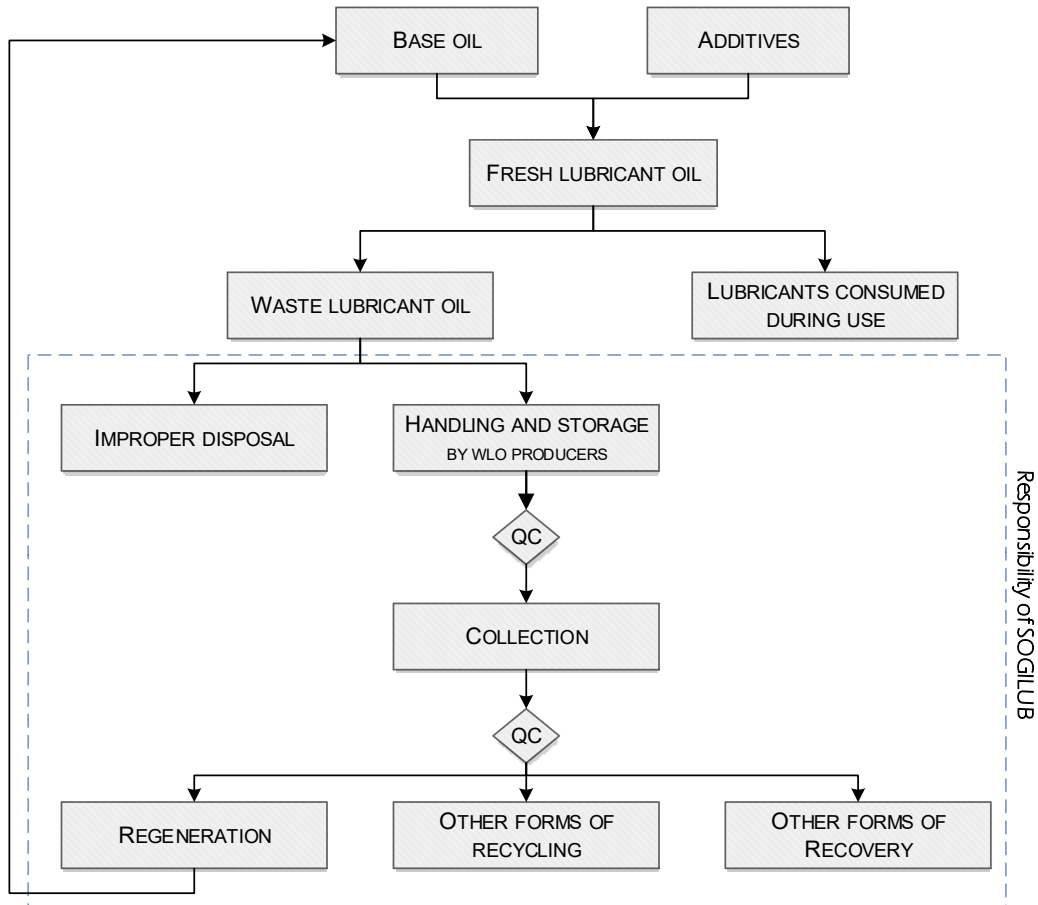 BASE OIL
ADDITIVES
FRESH LUBRICANT OIL
WASTE LUBRICANT OIL
LUBRICANTS CONSUMED
DURING USE
IMPROPER DISPOSAL
HANDLING AND STORAGE
BY WLO PRODUCERS
QC
COLLECTION
QC
REGENERATION
OTHER FORMS OF
RECYCLING
OTHER FORMS OF
RECOVERY
Responsibility of SOGILUB